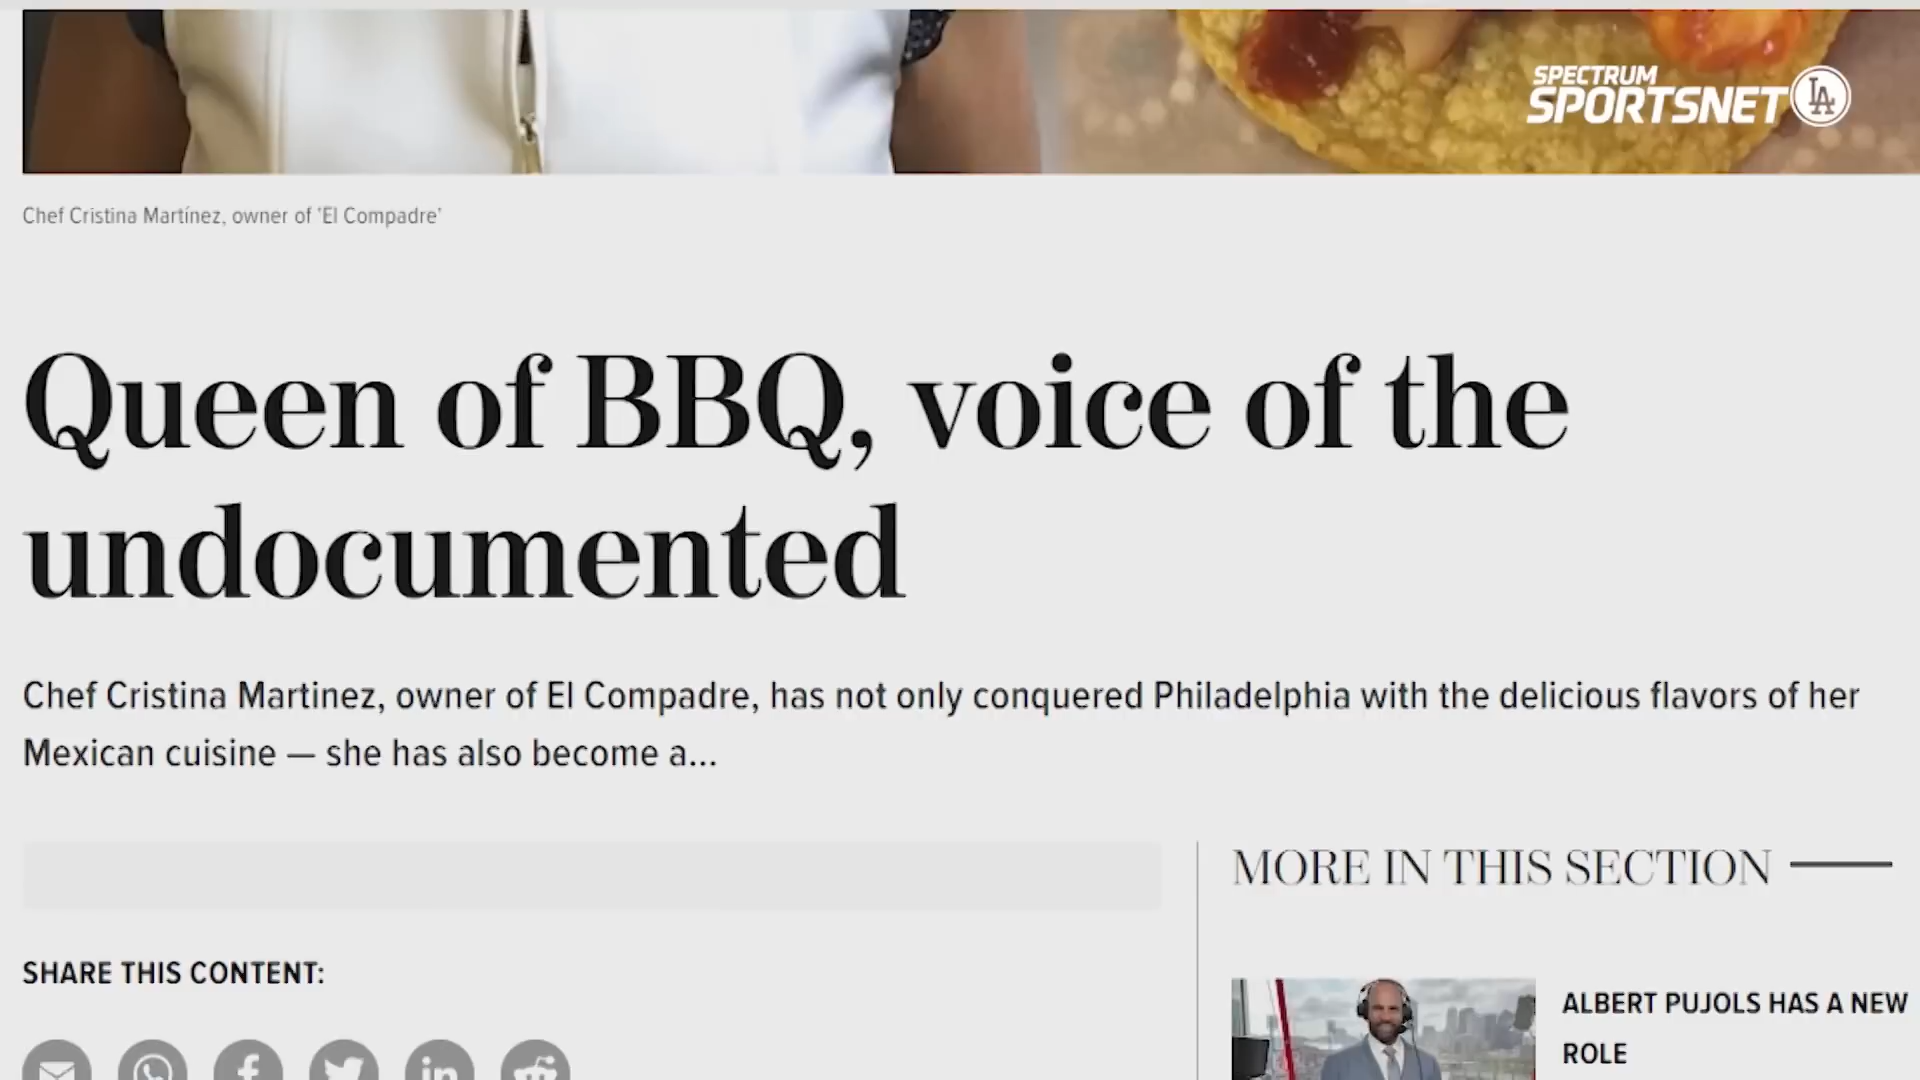 SPECTRUM
SPORTSNET LA
Chef Cristina Martínez, owner of 'El Compadre'
Queen of BBQ, voice of the
undocumented
Chef Cristina Martinez, owner of El Compadre, has not only conquered Philadelphia with the delicious flavors of her
Mexican cuisine — she has also become a...
MORE IN THIS SECTION
SHARE THIS CONTENT:
ALBERT PUJOLS HAS A NEW
ROLE